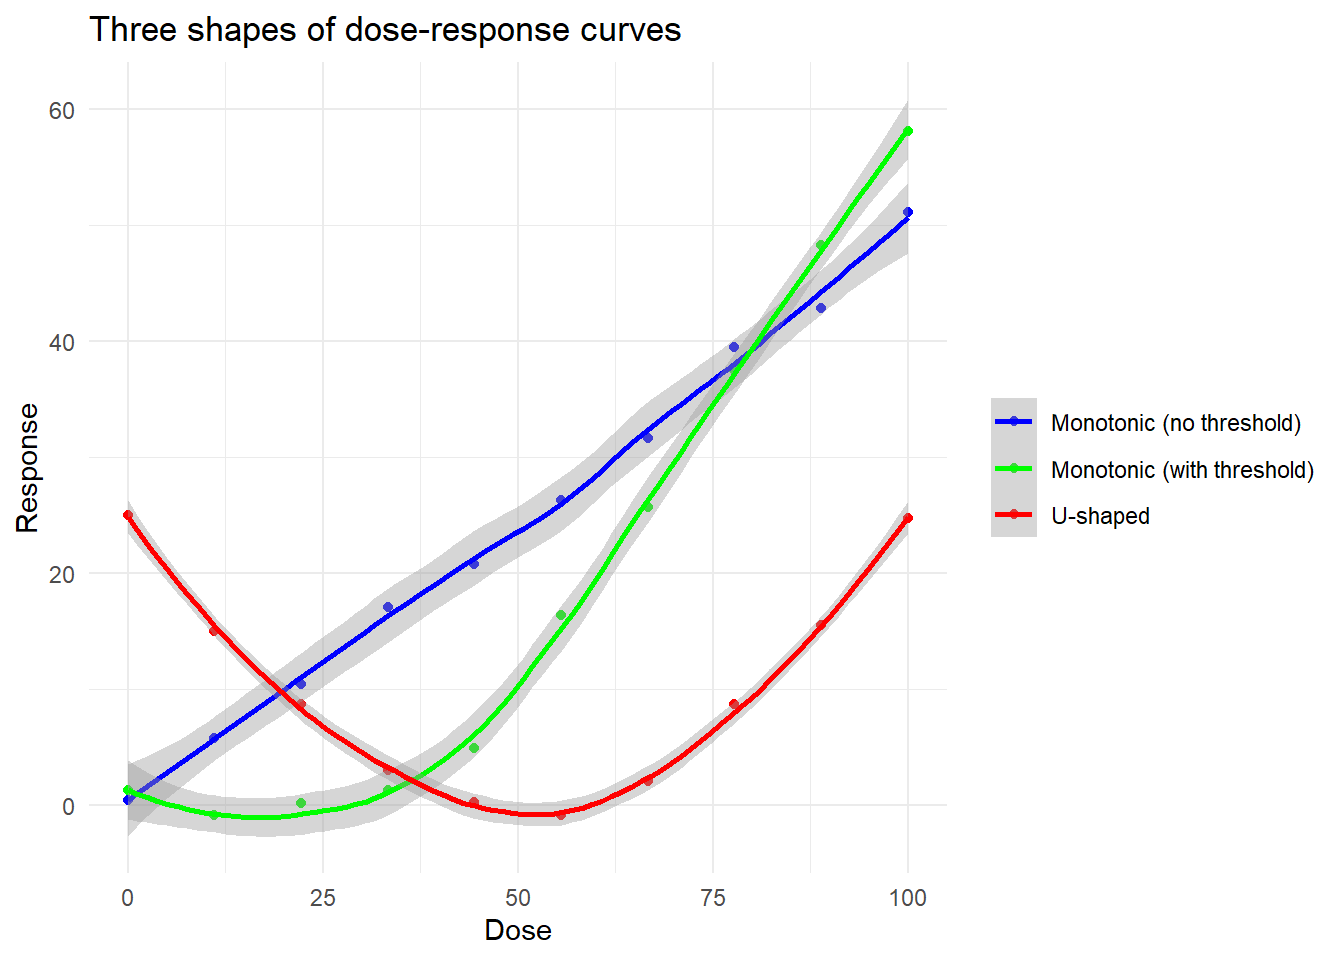 Three shapes of dose-response curves
Response
60
40
20
0
0 25 50 75 100
Dose
Monotonic (no threshold)
Monotonic (with threshold)
U-shaped